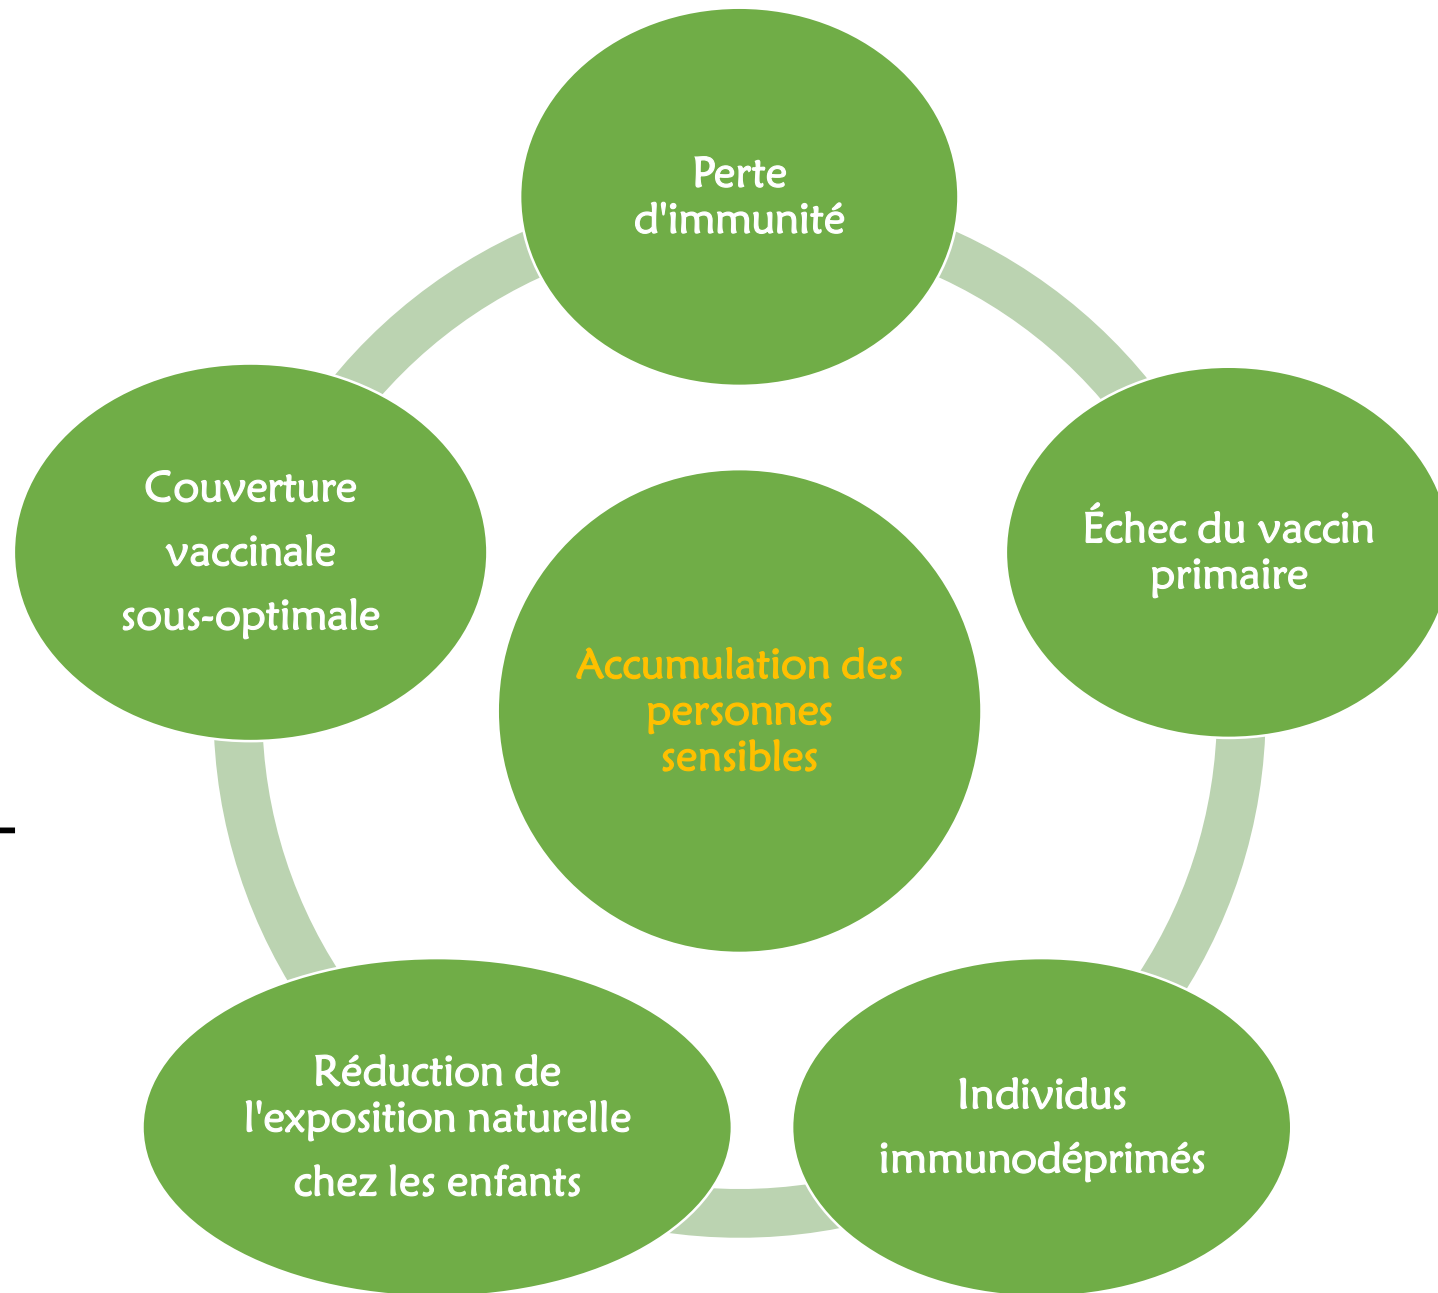 Perte
d'immunité
Couverture
vaccinale
sous-optimale
Échec du vaccin
primaire
Accumulation des
personnes
sensibles
Réduction de
l'exposition naturelle
chez les enfants
Individus
immunodéprimés